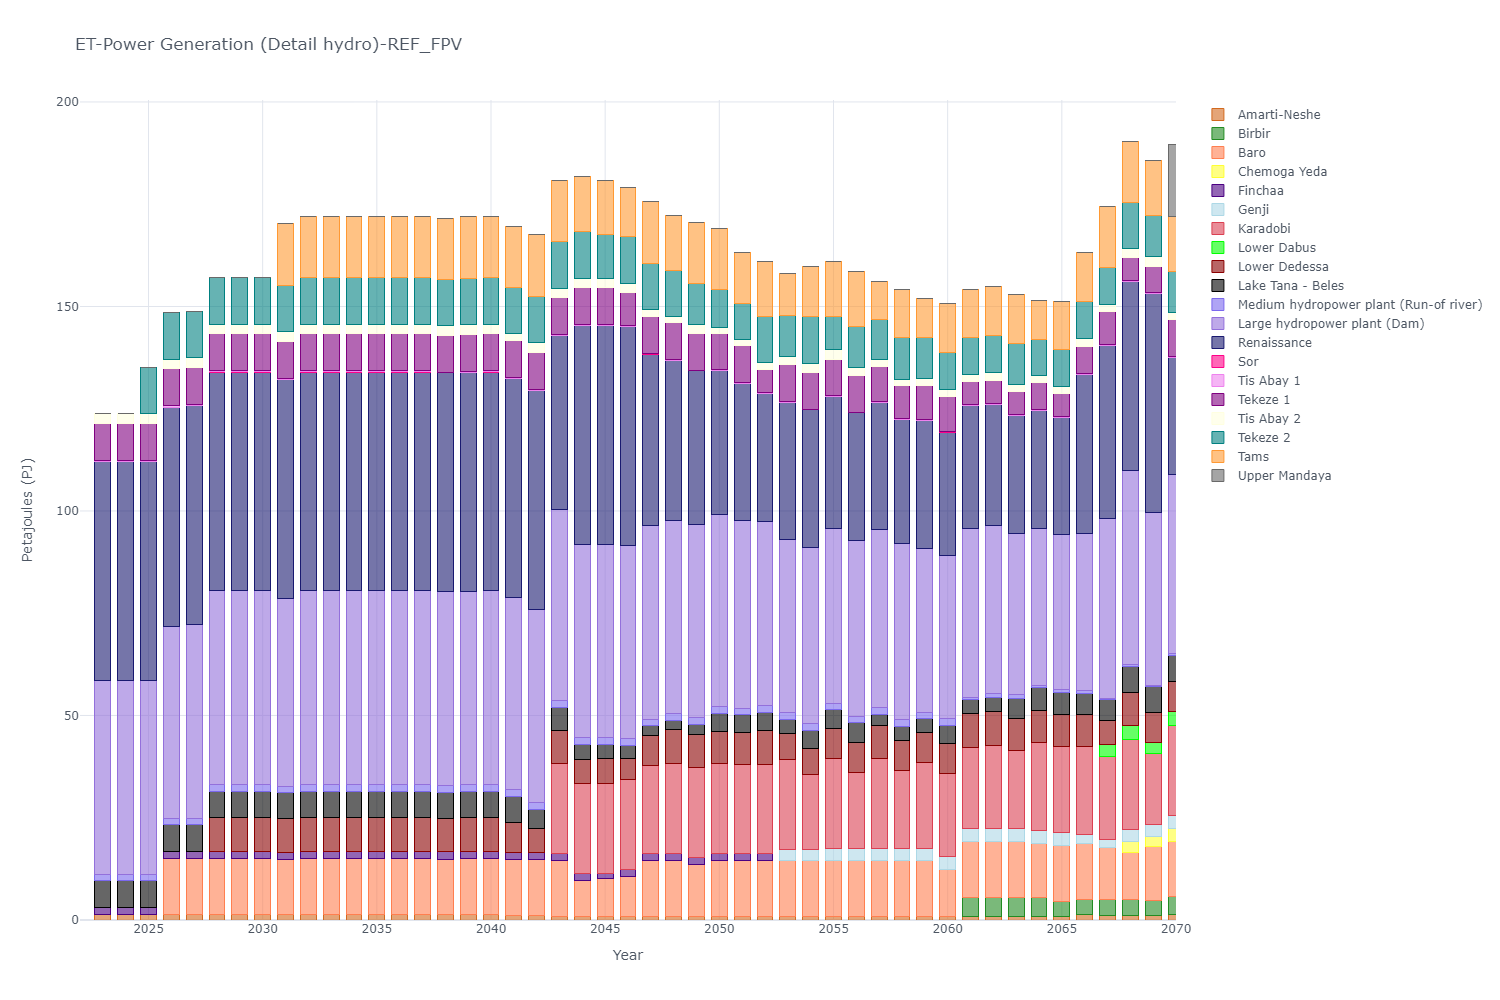 ET-Power Generation (Detail hydro)-REF_FPV
200
150
100
50
0
Petajoules (PJ)
2025
2030
2035
2040
2045
2050
2055
2060
2065
2070
Year
Amarti-Neshe
Birbir
Baro
Chemoga Yeda
Finchaa
Genji
Karadobi
Lower Dabus
Lower Dedessa
Lake Tana - Beles
Medium hydropower plant (Run-of river)
Large hydropower plant (Dam)
Renaissance
Sor
Tis Abay 1
Tekeze 1
Tis Abay 2
Tekeze 2
Tams
Upper Mandaya